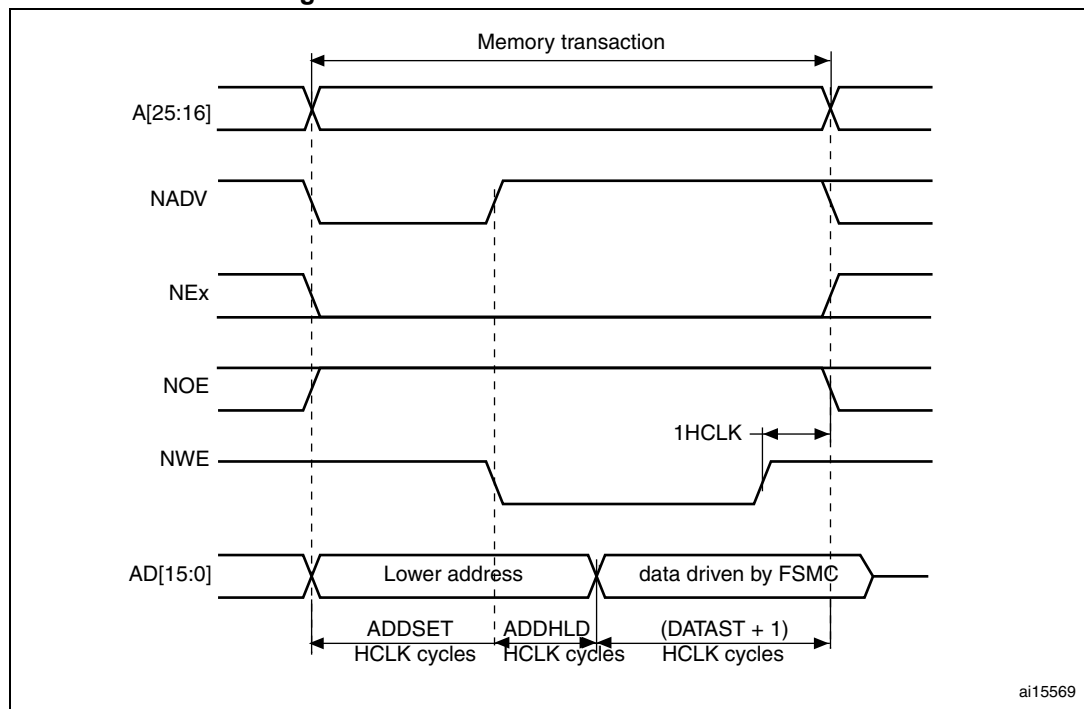 Memory transaction
A[25:16]
NADV
NEx
NOE
1HCLK
NWE
AD[15:0]
Lower address
data driven by FSMC
ADDSET
HCLK cycles
ADDHLD
HCLK cycles
(DATAST + 1)
HCLK cycles
ai15569